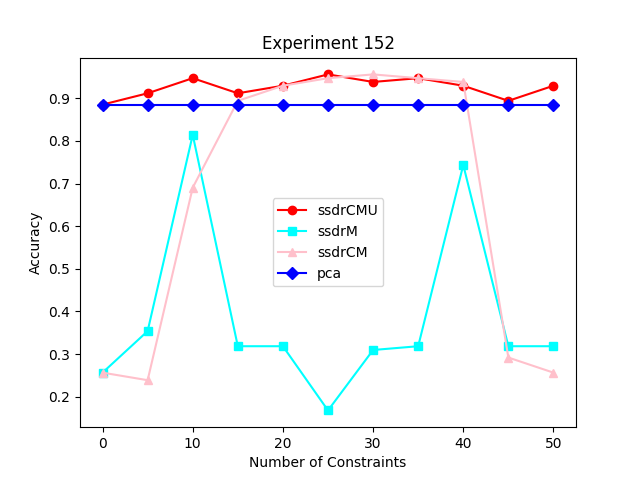 Experiment 152
Accuracy
0.9
0.8
0.7
0.6
0.5
0.4
0.3
0.2
ssdrCMU
ssdrM
ssdrCM
pca
0 10 20 30 40 50
Number of Constraints